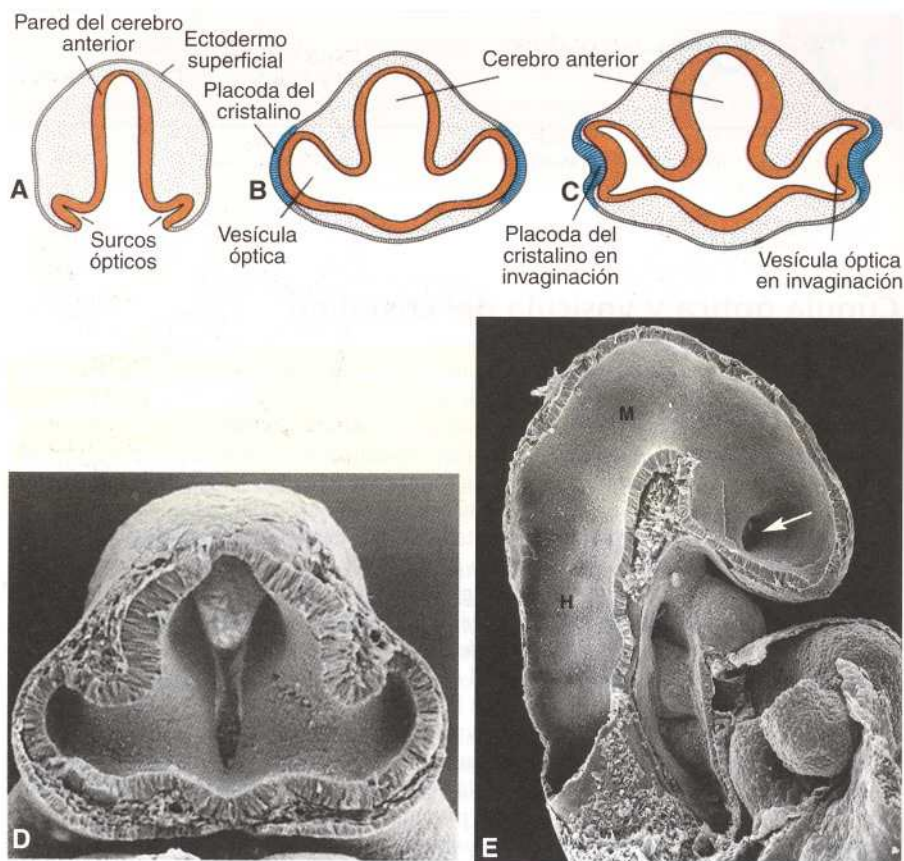 Pared del cerebro
anterior
Ectodermo
superficial
Placoda del
cristalino
Cerebro anterior
A
B
C
Surcos
ópticos
Vesícula
óptica
Placoda del
cristalino en
invaginación
Vesícula óptica
en invaginación
M
H
D
E